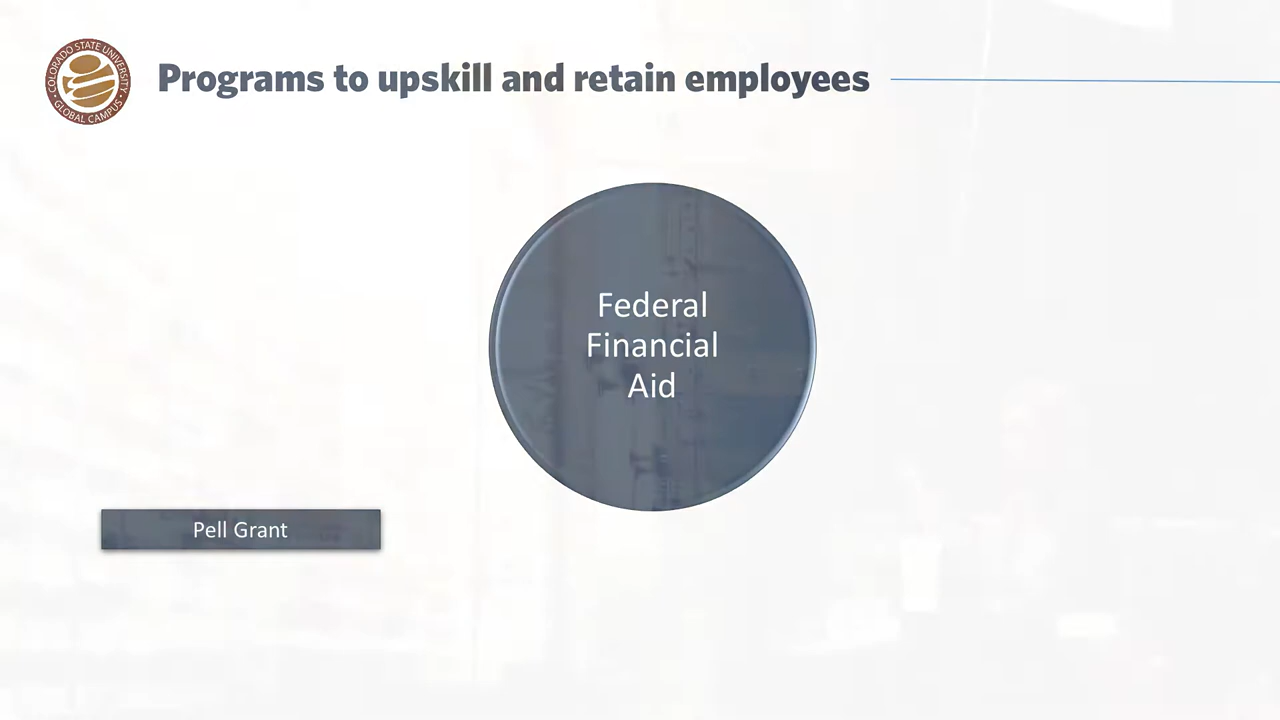 COLORADO STATE UNIVERSITY
GLOBAL CAMPUS
Programs to upskill and retain employees
Federal
Financial
Aid
Pell Grant